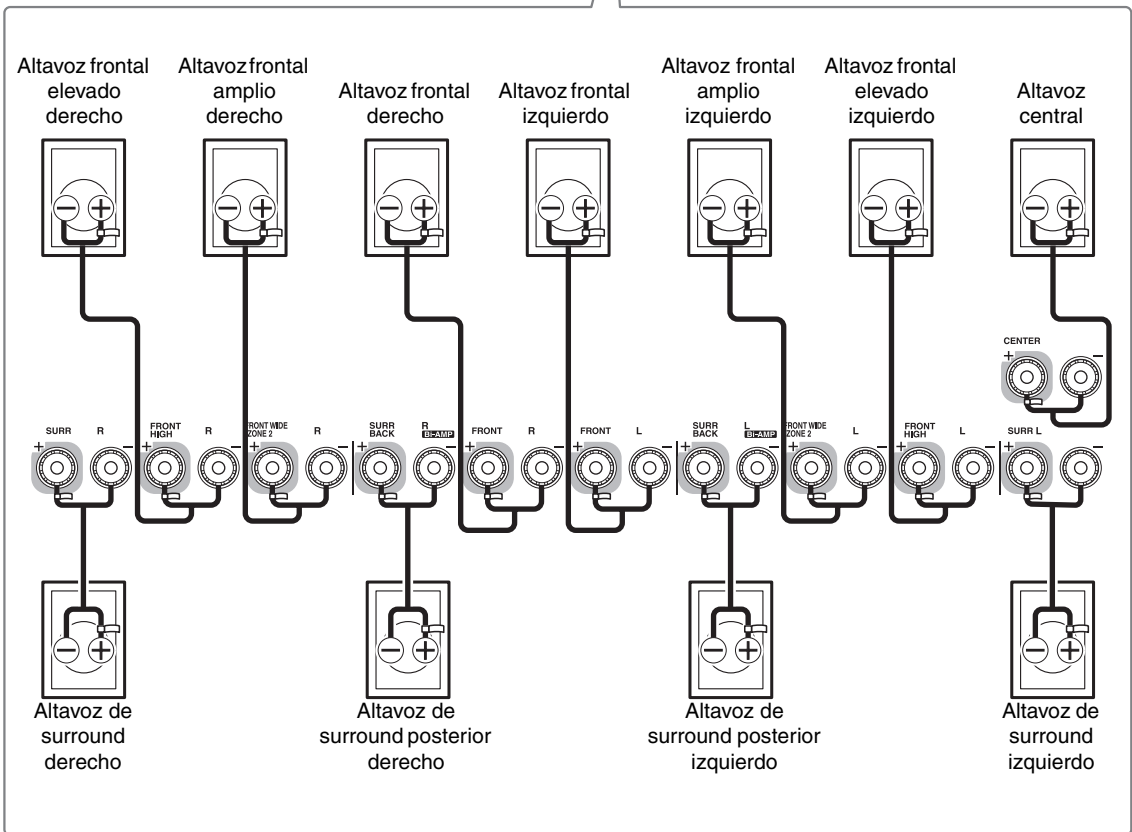 Altavoz frontal
elevado
derecho
Altavoz frontal
amplio
derecho
Altavoz frontal
derecho
Altavoz frontal
izquierdo
Altavoz frontal
amplio
izquierdo
Altavoz frontal
elevado
izquierdo
Altavoz
central
CENTER
+ −
SURR R
+ −
FRONT
HIGH R
+ −
FRONT WIDE
ZONE 2 R
+ −
SURR
BACK R
Bi-AMP
+ −
FRONT R
+ −
FRONT L
+ −
SURR
BACK L
Bi-AMP
+ −
FRONT WIDE
ZONE 2 L
+ −
FRONT
HIGH L
+ −
SURR L
+ −
Altavoz de
surround
derecho
Altavoz de
surround posterior
derecho
Altavoz de
surround posterior
izquierdo
Altavoz de
surround
izquierdo